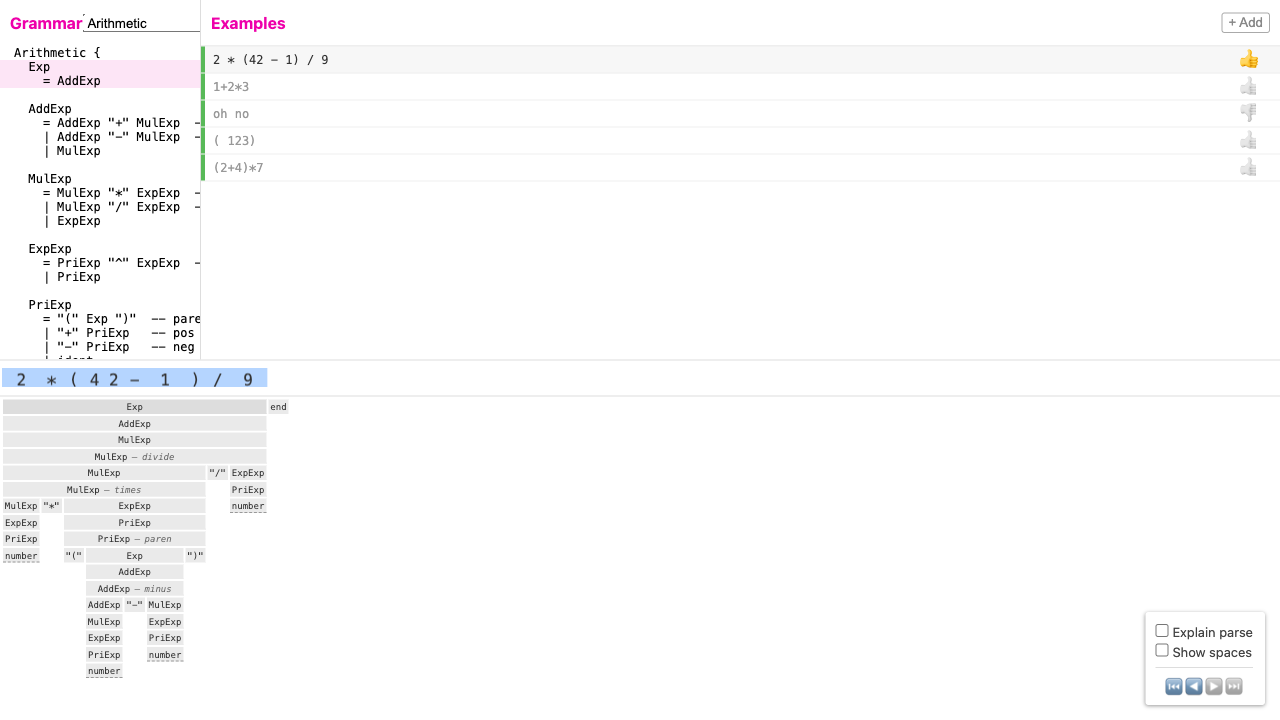 Grammar Arithmetic
Arithmetic {
Exp
= AddExp
AddExp
= AddExp "+" MulExp –
| AddExp "−" MulExp –
| MulExp
MulExp
= MulExp "*" ExpExp –
| MulExp "/" ExpExp –
| ExpExp
ExpExp
= PriExp "^" ExpExp –
| PriExp
PriExp
= "(" Exp ")" -- pare
| "+" PriExp -- pos
| "−" PriExp -- neg
Examples
+ Add
2 * (42 − 1) / 9
1+2*3
oh no
( 123)
(2+4)*7
2 * ( 4 2 − 1 ) / 9
Exp end
AddExp
MulExp
MulExp – divide
MulExp "/" ExpExp
MulExp – times PriExp
MulExp "*" ExpExp number
ExpExp PriExp
PriExp PriExp – paren
number "(" Exp ")"
AddExp
AddExp – minus
AddExp "−" MulExp
MulExp ExpExp
ExpExp PriExp
PriExp number
number
Explain parse
Show spaces